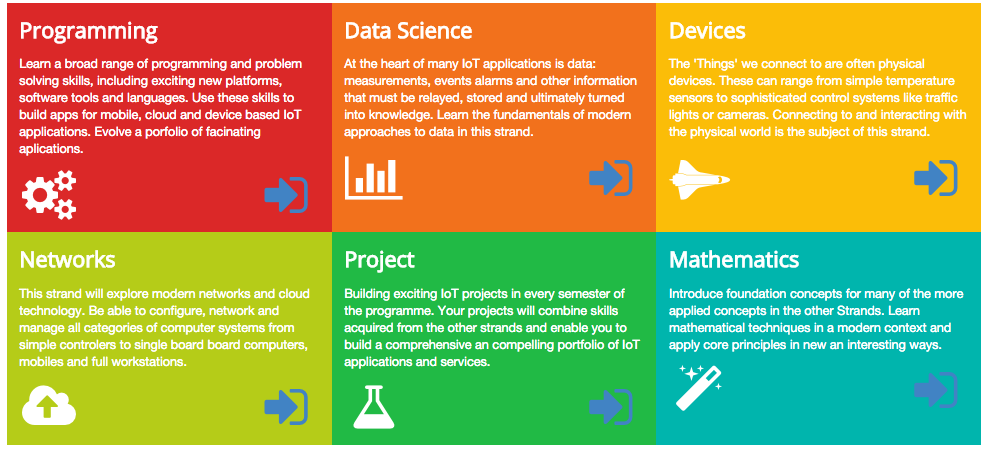 Programming
Learn a broad range of programming and problem
solving skills, including exciting new platforms,
software tools and languages. Use these skills to
build apps for mobile, cloud and device based IoT
applications. Evolve a porfolio of facinating
aplications.
Data Science
At the heart of many IoT applications is data:
measurements, events alarms and other information
that must be relayed, stored and ultimately turned
into knowledge. Learn the fundamentals of modern
approaches to data in this strand.
Devices
The 'Things' we connect to are often physical
devices. These can range from simple temperature
sensors to sophisticated control systems like traffic
lights or cameras. Connecting to and interacting with
the physical world is the subject of this strand.
Networks
This strand will explore modern networks and cloud
technology. Be able to configure, network and
manage all categories of computer systems from
simple controlers to single board board computers,
mobiles and full workstations.
Project
Building exciting IoT projects in every semester of
the programme. Your projects will combine skills
acquired from the other strands and enable you to
build a comprehensive an compelling portfolio of IoT
applications and services.
Mathematics
Introduce foundation concepts for many of the more
applied concepts in the other Strands. Learn
mathematical techniques in a modern context and
apply core principles in new an interesting ways.